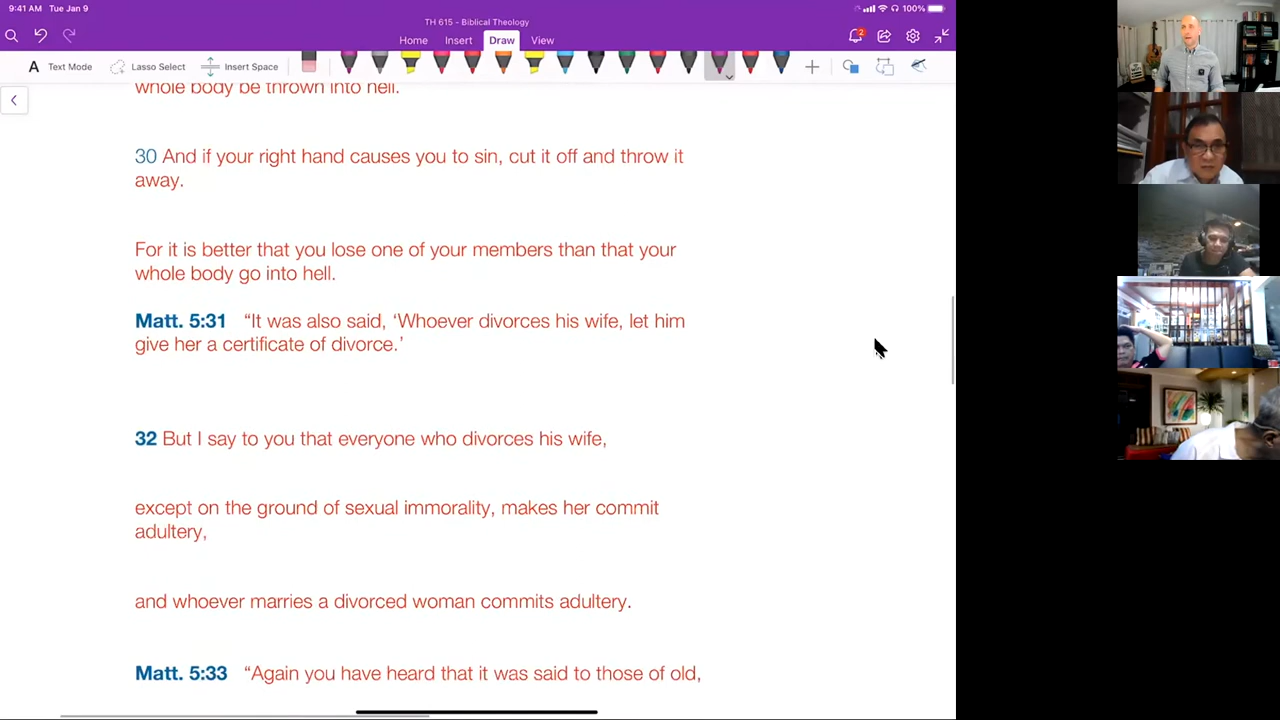 9:41 AM Tue Jan 9
100%
TH 615 - Biblical Theology
Home Insert Draw View
2
A Text Mode Lasso Select Insert Space
whole body be thrown into hell.
30 And if your right hand causes you to sin, cut it off and throw it
away.
For it is better that you lose one of your members than that your
whole body go into hell.
Matt. 5:31 “It was also said, ‘Whoever divorces his wife, let him
give her a certificate of divorce.’
32 But I say to you that everyone who divorces his wife,
except on the ground of sexual immorality, makes her commit
adultery,
and whoever marries a divorced woman commits adultery.
Matt. 5:33 “Again you have heard that it was said to those of old,